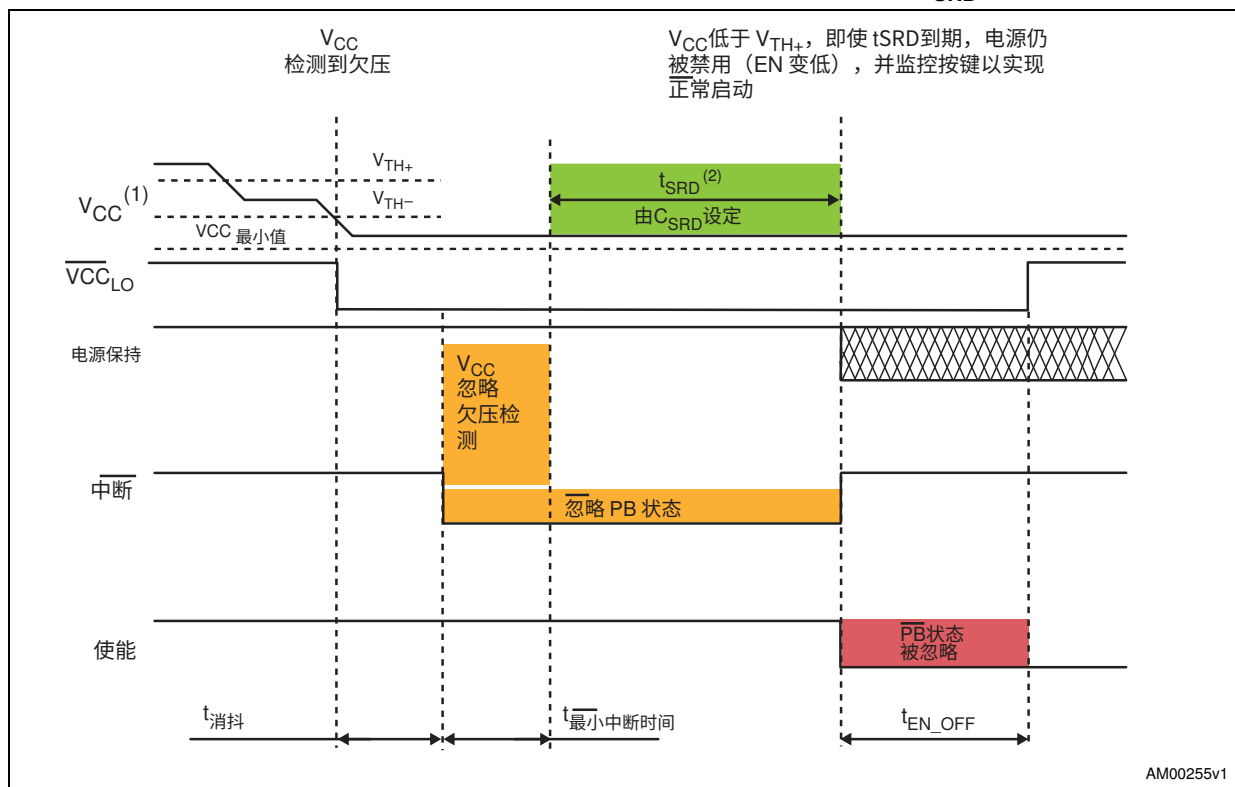 SRD
VCC
检测到欠压
VCC低于 VTH+，即使 tSRD到期，电源仍
被禁用（EN 变低），并监控按键以实现
正常启动
VTH+
VCC(1)
VTH−
VCC 最小值
tSRD(2)
由CSRD设定
VCCLO
电源保持
VCC
忽略
欠压检
测
中断
忽略 PB 状态
使能
PB状态
被忽略
t消抖
t最小中断时间
tEN_OFF
AM00255v1